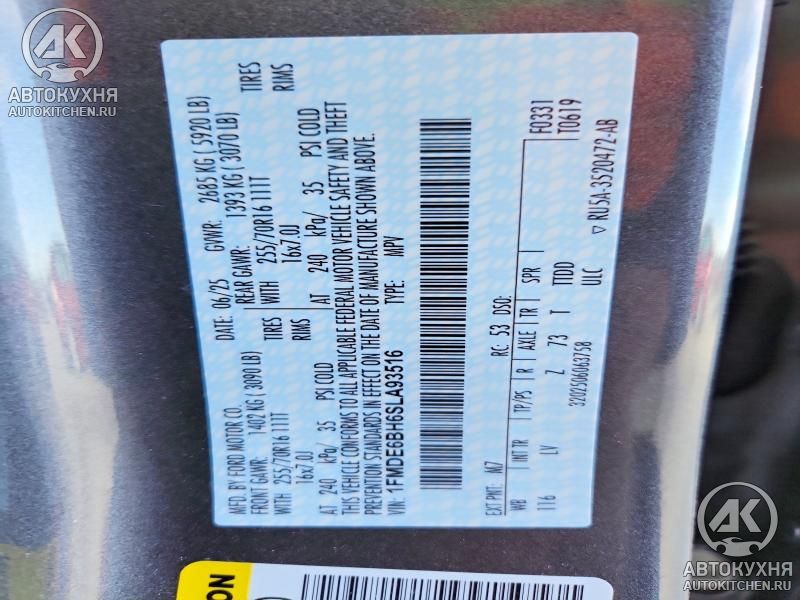 MFD. BY FORD MOTOR CO.
DATE: 06/25 GVWR: 2685 KG ( 5920 LB)
FRONT GAWR: 1402 KG ( 3090 LB) REAR GAWR: 1393 KG ( 3070 LB)
WITH 255/70R16 111T TIRES WITH 255/70R16 111T TIRES
16x7.0J RIMS 16x7.0J RIMS
AT 240 kPa/ 35 PSI COLD AT 240 kPa/ 35 PSI COLD
THIS VEHICLE CONFORMS TO ALL APPLICABLE FEDERAL MOTOR VEHICLE SAFETY AND THEFT
PREVENTION STANDARDS IN EFFECT ON THE DATE OF MANUFACTURE SHOWN ABOVE.
VIN: 1FMDE6BH6SLA93516 TYPE: MPV
F0331
T0619
EXT PNT: M7 RC: 53 DSO:
WB INT TR TP/PS R AXLE TR SPR
116 LV Z 73 T TTDD
3202506063758 ULC
RU5A-3520472-AB
АВТОКУХНЯ
AUTOKITCHEN.RU
АВТОКУХНЯ
AUTOKITCHEN.RU